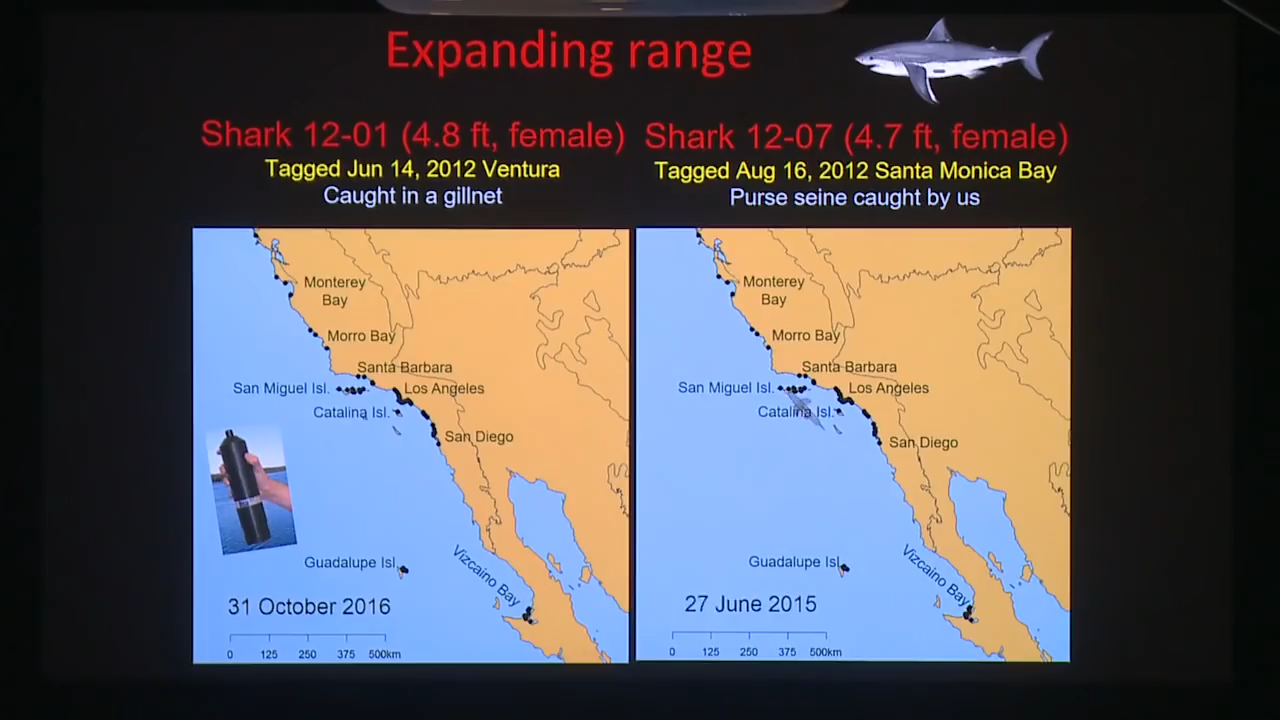 Expanding range
Shark 12-01 (4.8 ft, female)
Tagged Jun 14, 2012 Ventura
Caught in a gillnet
Shark 12-07 (4.7 ft, female)
Tagged Aug 16, 2012 Santa Monica Bay
Purse seine caught by us
Monterey
Bay
Morro Bay
Santa Barbara
San Miguel Isl.
Los Angeles
Catalina Isl.
San Diego
Guadalupe Isl.
Vizcaino Bay
31 October 2016
0 125 250 375 500km
Monterey
Bay
Morro Bay
Santa Barbara
San Miguel Isl.
Los Angeles
Catalina Isl.
San Diego
Guadalupe Isl.
Vizcaino Bay
27 June 2015
0 125 250 375 500km